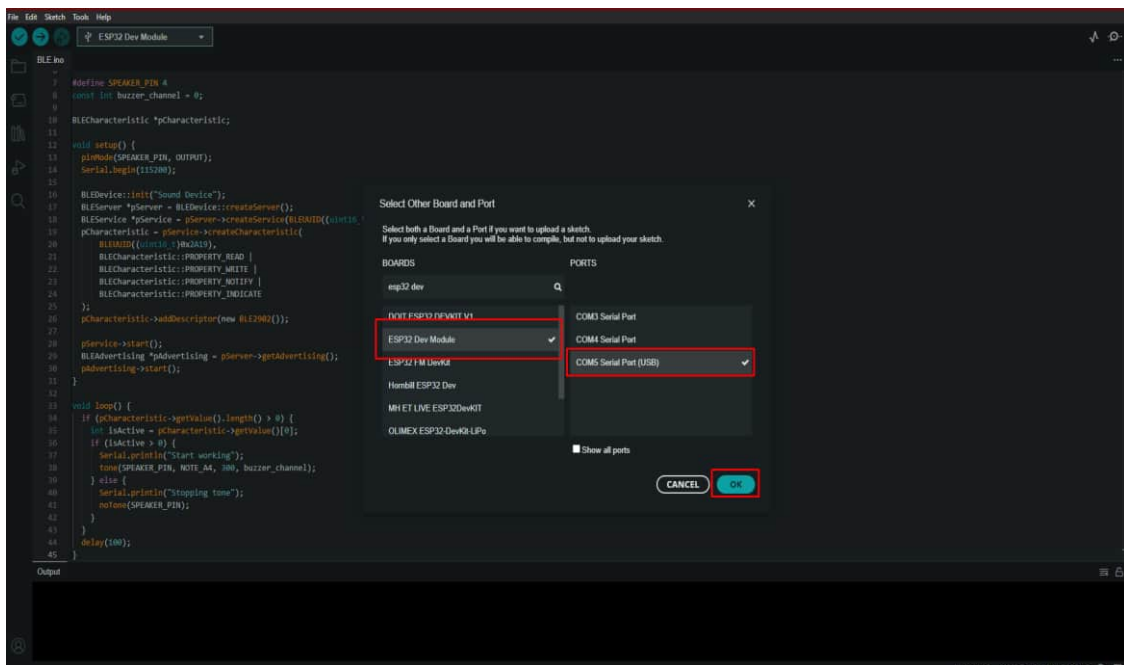 File Edit Sketch Tools Help
ESP32 Dev Module
BLE.ino
7 #define SPEAKER_PIN 4
8 const int buzzer_channel = 0;
9
10 BLECharacteristic *pCharacteristic;
11
12 void setup() {
13 pinMode(SPEAKER_PIN, OUTPUT);
14 Serial.begin(115200);
15
16 BLEDevice::init("Sound Device");
17 BLEServer *pServer = BLEDevice::createServer();
18 BLEService *pService = pServer->createService(BLEUUID((uint16_t
19 pCharacteristic = pService->createCharacteristic(
20 BLEUUID((uint16_t)0x2A19),
21 BLECharacteristic::PROPERTY_READ |
22 BLECharacteristic::PROPERTY_WRITE |
23 BLECharacteristic::PROPERTY_NOTIFY |
24 BLECharacteristic::PROPERTY_INDICATE
25 );
26 pCharacteristic->addDescriptor(new BLE2902());
27
28 pService->start();
29 BLEAdvertising *pAdvertising = pServer->getAdvertising();
30 pAdvertising->start();
31 }
32
33 void loop() {
34 if (pCharacteristic->getValue().length() > 0) {
35 int isActive = pCharacteristic->getValue()[0];
36 if (isActive > 0) {
37 Serial.println("Start working");
38 tone(SPEAKER_PIN, NOTE_A4, 300, buzzer_channel);
39 } else {
40 Serial.println("Stopping tone");
41 noTone(SPEAKER_PIN);
42 }
43 }
44 delay(100);
45 }
Output
Select Other Board and Port
Select both a Board and a Port if you want to upload a sketch.
If you only select a Board you will be able to compile, but not to upload your sketch.
BOARDS
esp32 dev
DOIT ESP32 DEVKIT V1
ESP32 Dev Module
ESP32 FM DevKit
Hornbill ESP32 Dev
MH ET LIVE ESP32DevKIT
OLIMEX ESP32-DevKit-LiPo
PORTS
COM3 Serial Port
COM4 Serial Port
COM5 Serial Port (USB)
Show all ports
CANCEL
OK